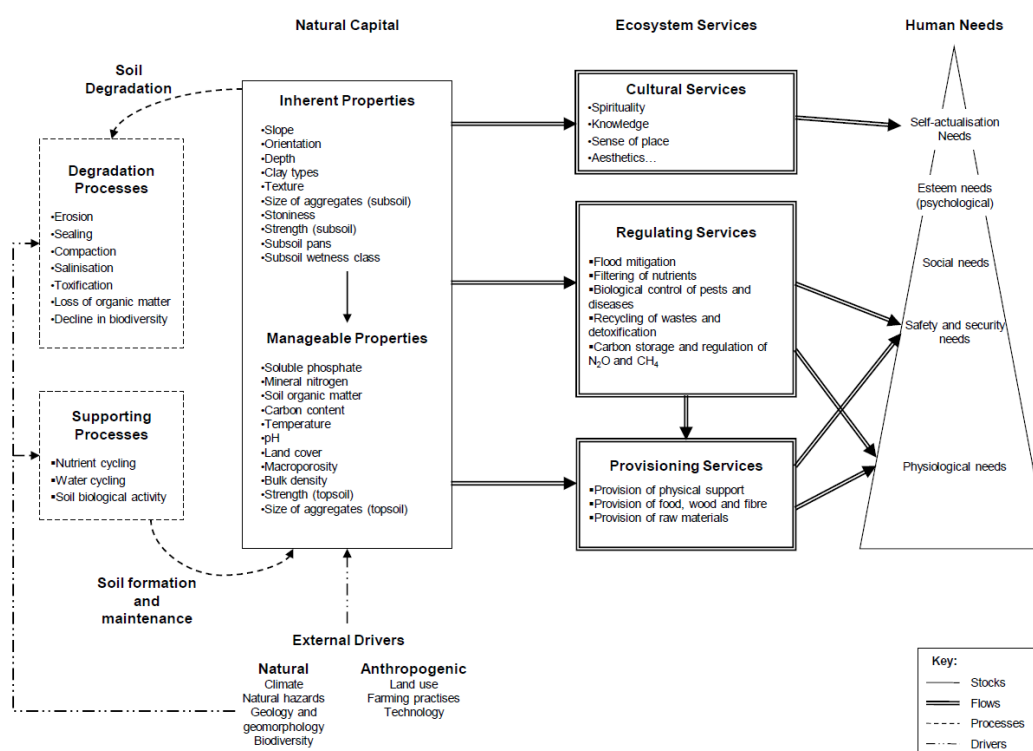 Natural Capital
Ecosystem Services
Human Needs
Soil
Degradation
Degradation
Processes
•Erosion
•Sealing
•Compaction
•Salinisation
•Toxification
•Loss of organic matter
•Decline in biodiversity
Supporting
Processes
▪Nutrient cycling
▪Water cycling
▪Soil biological activity
Soil formation
and
maintenance
Inherent Properties
•Slope
•Orientation
•Depth
•Clay types
•Texture
•Size of aggregates (subsoil)
•Stoniness
•Strength (subsoil)
•Subsoil pans
•Subsoil wetness class
Manageable Properties
•Soluble phosphate
•Mineral nitrogen
•Soil organic matter
•Carbon content
•Temperature
•pH
•Land cover
•Macroporosity
•Bulk density
•Strength (topsoil)
•Size of aggregates (topsoil)
External Drivers
Natural
Climate
Natural hazards
Geology and
geomorphology
Biodiversity
Anthropogenic
Land use
Farming practises
Technology
Cultural Services
•Spirituality
•Knowledge
•Sense of place
•Aesthetics…
Regulating Services
▪Flood mitigation
▪Filtering of nutrients
▪Biological control of pests and
diseases
▪Recycling of wastes and
detoxification
▪Carbon storage and regulation of
N₂O and CH₄
Provisioning Services
▪Provision of physical support
▪Provision of food, wood and fibre
▪Provision of raw materials
Self-actualisation
Needs
Esteem needs
(psychological)
Social needs
Safety and security
needs
Physiological needs
Key:
Stocks
Flows
Processes
Drivers